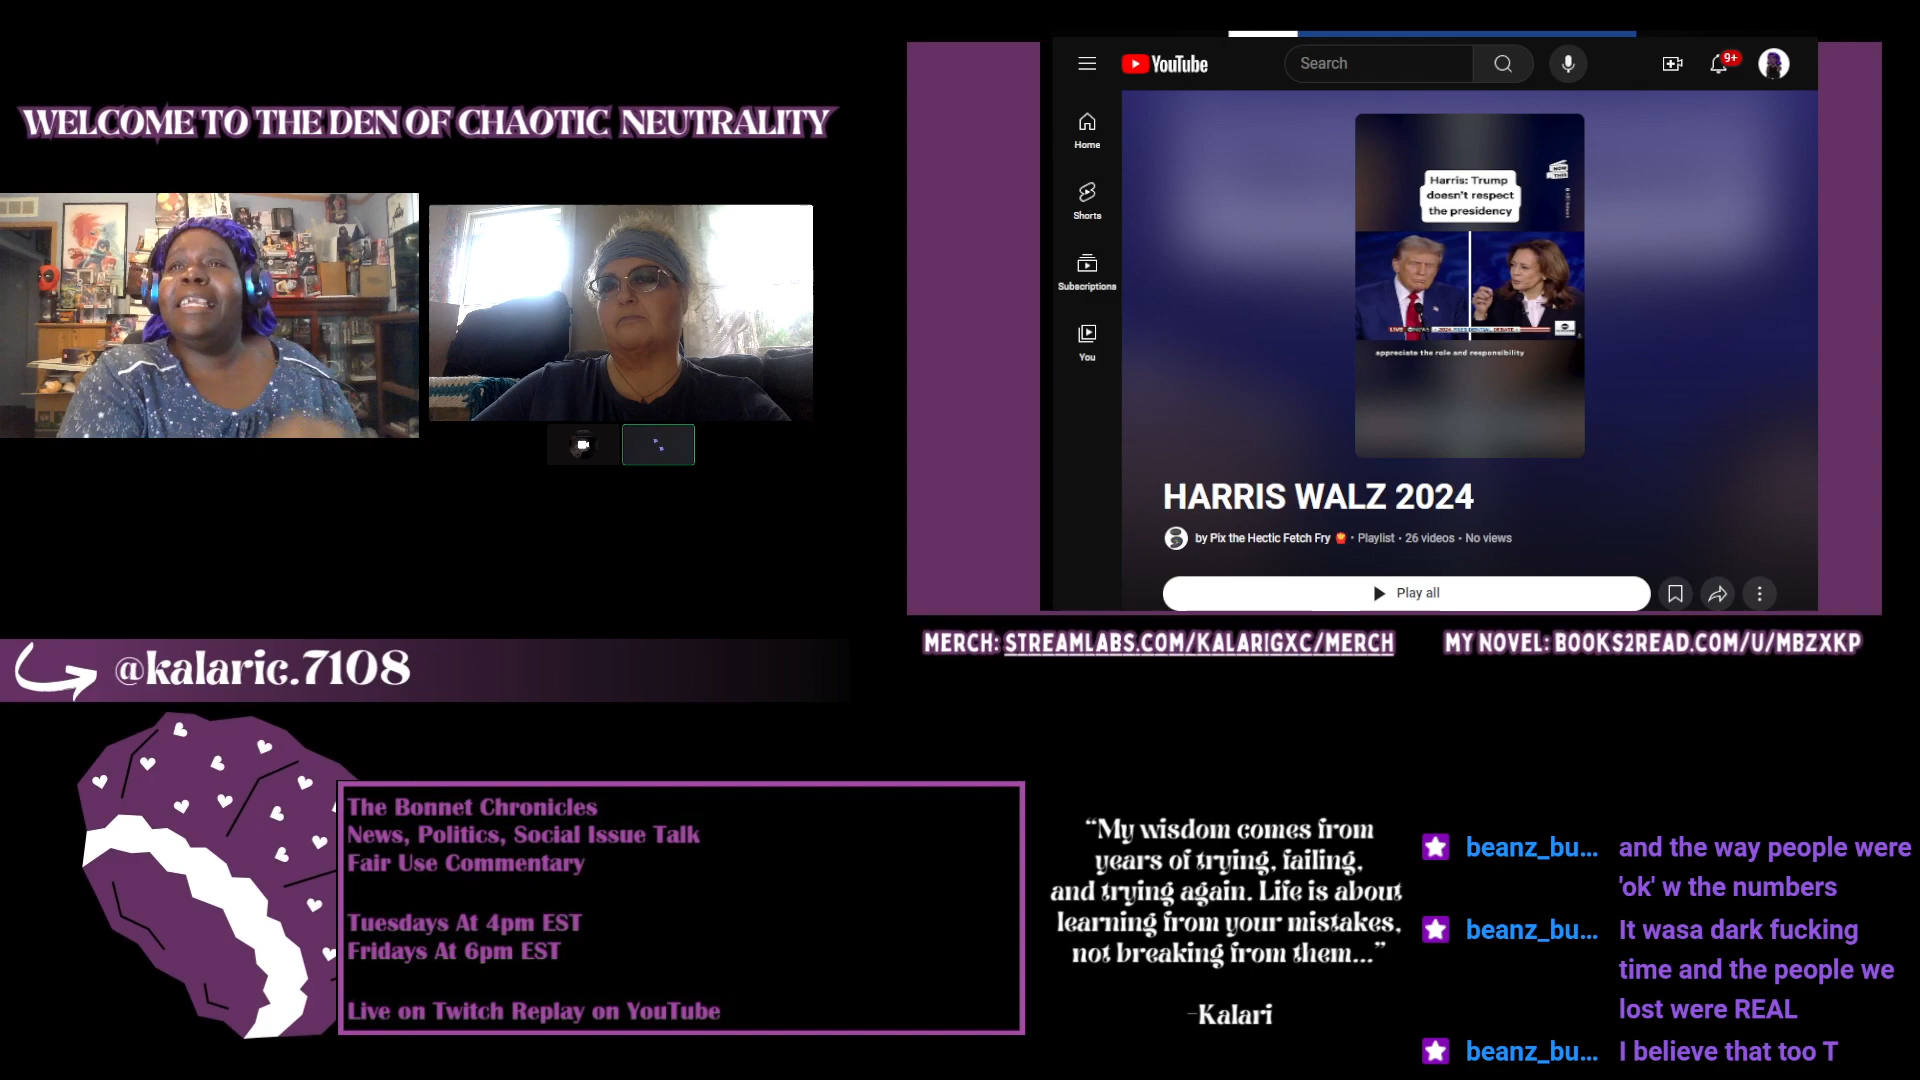 WELCOME TO THE DEN OF CHAOTIC NEUTRALITY
@kalaric.7108
The Bonnet Chronicles
News, Politics, Social Issue Talk
Fair Use Commentary
Tuesdays At 4pm EST
Fridays At 6pm EST
Live on Twitch Replay on YouTube
YouTube
Search
9+
Home
Shorts
Subscriptions
You
Harris: Trump
doesn't respect
the presidency
NOW
THIS
LIVE
appreciate the role and responsibility
HARRIS WALZ 2024
by Pix the Hectic Fetch Fry 🍟 • Playlist • 26 videos • No views
Play all
MERCH: STREAMLABS.COM/KALARIGXC/MERCH
MY NOVEL: BOOKS2READ.COM/U/MBZXKP
“My wisdom comes from
years of trying, failing,
and trying again. Life is about
learning from your mistakes,
not breaking from them...”
-Kalari
beanz_bu... and the way people were
'ok' w the numbers
beanz_bu... It wasa dark fucking
time and the people we
lost were REAL
beanz_bu... I believe that too T